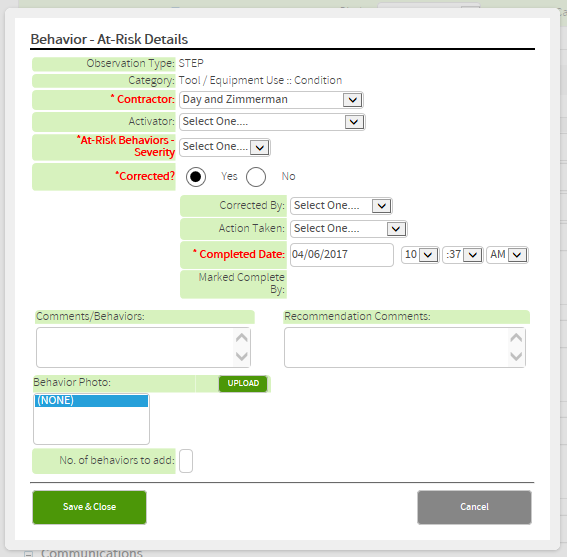 Behavior - At-Risk Details
Observation Type: STEP
Category: Tool / Equipment Use :: Condition
* Contractor: Day and Zimmerman
Activator: Select One....
*At-Risk Behaviors - Severity Select One....
*Corrected? Yes No
Corrected By: Select One....
Action Taken: Select One....
* Completed Date: 04/06/2017 10 :37 AM
Marked Complete By:
Comments/Behaviors: Recommendation Comments:
Behavior Photo: UPLOAD
(NONE)
No. of behaviors to add:
Save & Close Cancel
Communications